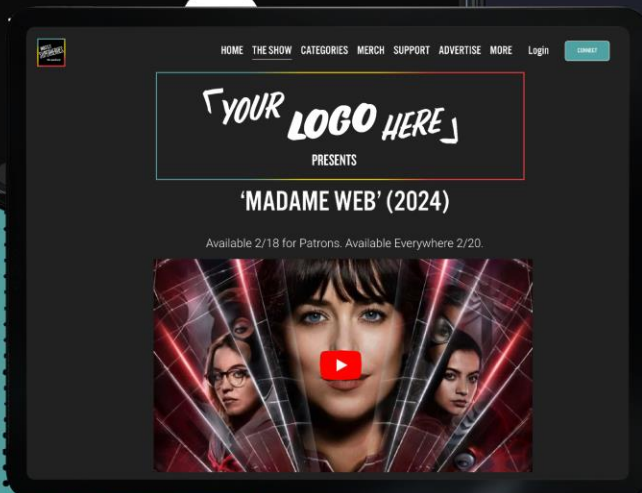 HOME THE SHOW CATEGORIES MERCH SUPPORT ADVERTISE MORE Login CONNECT
YOUR LOGO HERE
PRESENTS
‘MADAME WEB’ (2024)
Available 2/18 for Patrons. Available Everywhere 2/20.